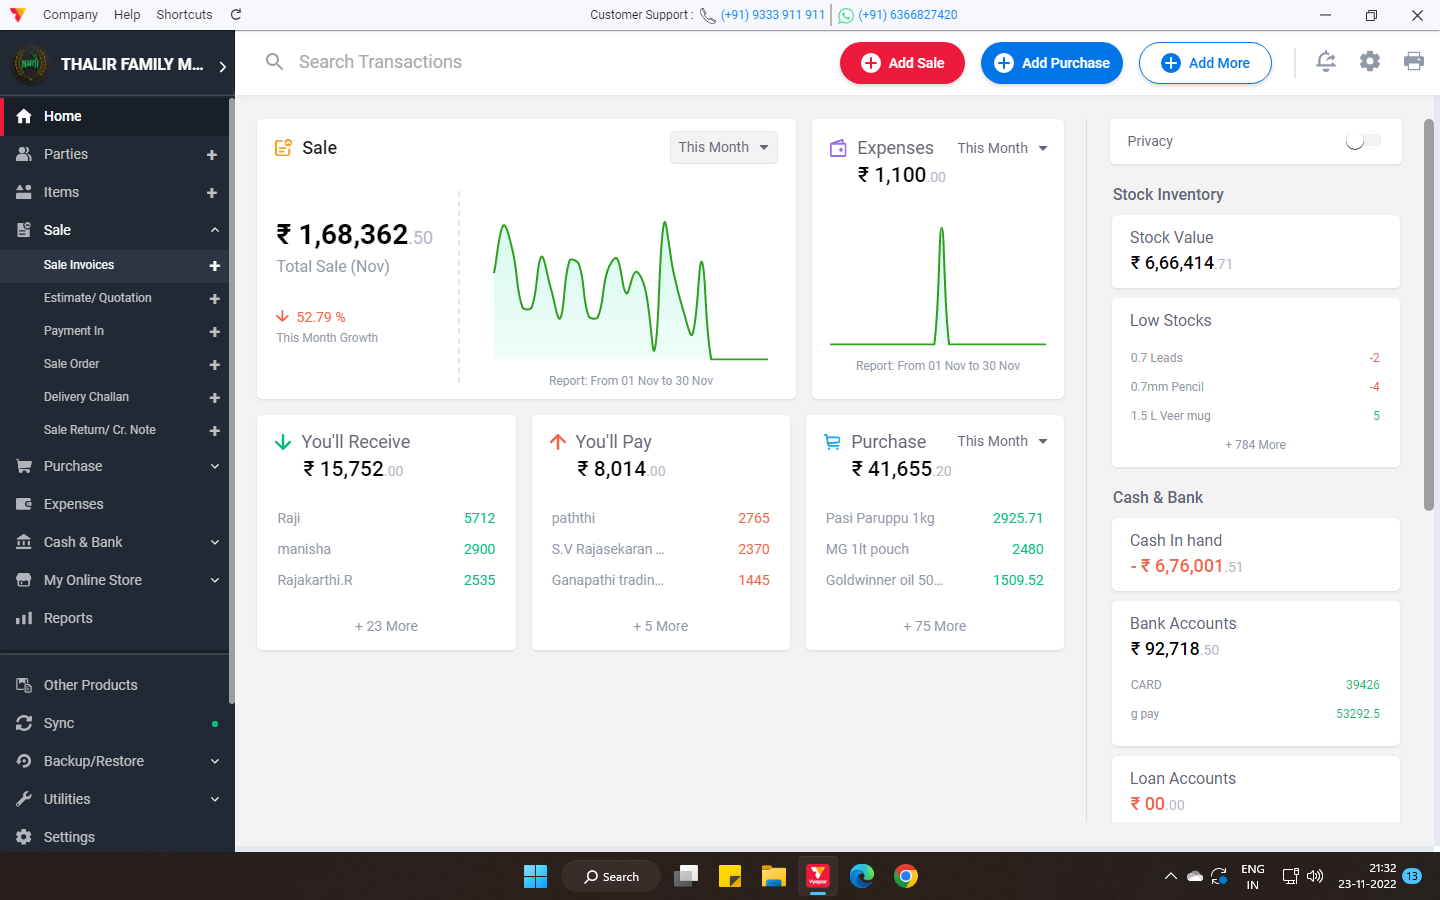 Company Help Shortcuts
Customer Support : (+91) 9333 911 911 (+91) 6366827420
THALIR FAMILY M...
Search Transactions
Add Sale
Add Purchase
Add More
Home
Parties
Items
Sale
Sale Invoices
Estimate/ Quotation
Payment In
Sale Order
Delivery Challan
Sale Return/ Cr. Note
Purchase
Expenses
Cash & Bank
My Online Store
Reports
Other Products
Sync
Backup/Restore
Utilities
Settings
Sale
This Month
₹ 1,68,362.50
Total Sale (Nov)
52.79 %
This Month Growth
Report: From 01 Nov to 30 Nov
Expenses This Month
₹ 1,100.00
Report: From 01 Nov to 30 Nov
You'll Receive
₹ 15,752.00
Raji 5712
manisha 2900
Rajakarthi.R 2535
+ 23 More
You'll Pay
₹ 8,014.00
paththi 2765
S.V Rajasekaran ... 2370
Ganapathi tradin... 1445
+ 5 More
Purchase This Month
₹ 41,655.20
Pasi Paruppu 1kg 2925.71
MG 1lt pouch 2480
Goldwinner oil 50... 1509.52
+ 75 More
Privacy
Stock Inventory
Stock Value
₹ 6,66,414.71
Low Stocks
0.7 Leads -2
0.7mm Pencil -4
1.5 L Veer mug 5
+ 784 More
Cash & Bank
Cash In hand
- ₹ 6,76,001.51
Bank Accounts
₹ 92,718.50
CARD 39426
g pay 53292.5
Loan Accounts
₹ 00.00
Search
Vyapar
ENG
IN
21:32
23-11-2022
13